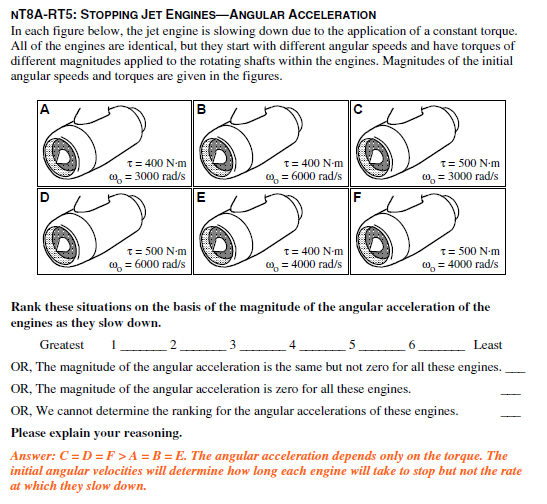 NT8A-RT5: STOPPING JET ENGINES—ANGULAR ACCELERATION
In each figure below, the jet engine is slowing down due to the application of a constant torque.
All of the engines are identical, but they start with different angular speeds and have torques of
different magnitudes applied to the rotating shafts within the engines. Magnitudes of the initial
angular speeds and torques are given in the figures.
A
τ = 400 N·m
ω₀ = 3000 rad/s
B
τ = 400 N·m
ω₀ = 6000 rad/s
C
τ = 500 N·m
ω₀ = 3000 rad/s
D
τ = 500 N·m
ω₀ = 6000 rad/s
E
τ = 400 N·m
ω₀ = 4000 rad/s
F
τ = 500 N·m
ω₀ = 4000 rad/s
Rank these situations on the basis of the magnitude of the angular acceleration of the
engines as they slow down.
Greatest 1 _______ 2 _______ 3 _______ 4 _______ 5 _______ 6 _______ Least
OR, The magnitude of the angular acceleration is the same but not zero for all these engines. ___
OR, The magnitude of the angular acceleration is zero for all these engines. ___
OR, We cannot determine the ranking for the angular accelerations of these engines. ___
Please explain your reasoning.
Answer: C = D = F > A = B = E. The angular acceleration depends only on the torque. The
initial angular velocities will determine how long each engine will take to stop but not the rate
at which they slow down.